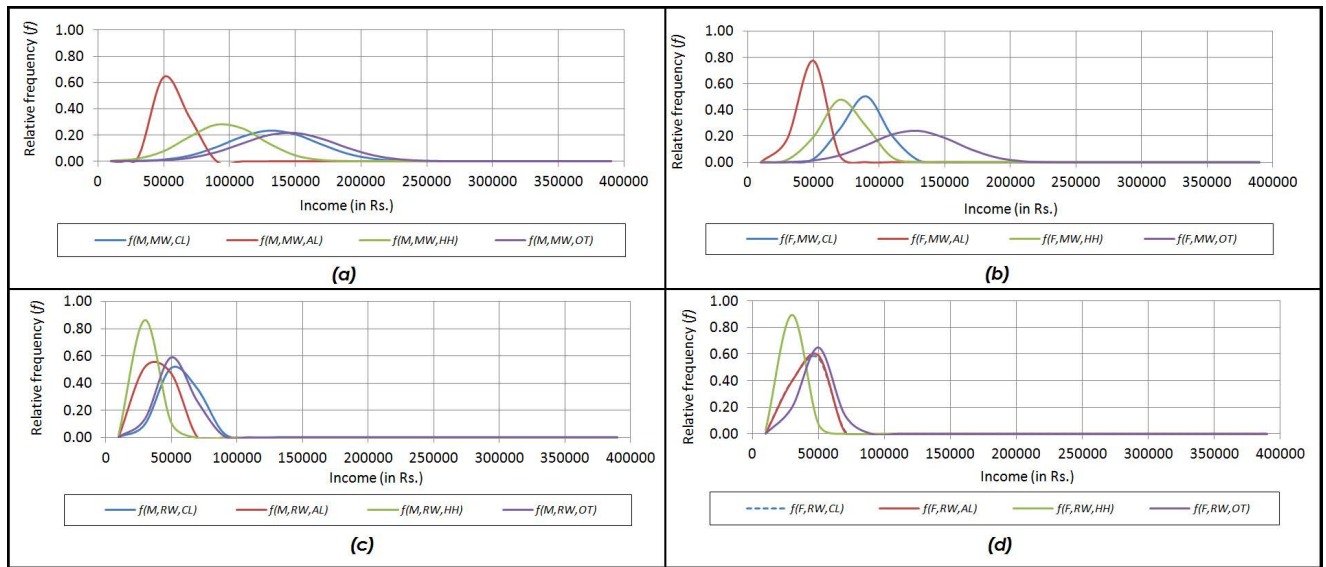 Relative frequency (f)
1.00
0.80
0.60
0.40
0.20
0.00
0 50000 100000 150000 200000 250000 300000 350000 400000
Income (in Rs.)
f(M,MW,CL) f(M,MW,AL) f(M,MW,HH) f(M,MW,OT)
(a)
Relative frequency (f)
1.00
0.80
0.60
0.40
0.20
0.00
0 50000 100000 150000 200000 250000 300000 350000 400000
Income (in Rs.)
f(F,MW,CL) f(F,MW,AL) f(F,MW,HH) f(F,MW,OT)
(b)
Relative frequency (f)
1.00
0.80
0.60
0.40
0.20
0.00
0 50000 100000 150000 200000 250000 300000 350000 400000
Income (in Rs.)
f(M,RW,CL) f(M,RW,AL) f(M,RW,HH) f(M,RW,OT)
(c)
Relative frequency (f)
1.00
0.80
0.60
0.40
0.20
0.00
0 50000 100000 150000 200000 250000 300000 350000 400000
Income (in Rs.)
f(F,RW,CL) f(F,RW,AL) f(F,RW,HH) f(F,RW,OT)
(d)